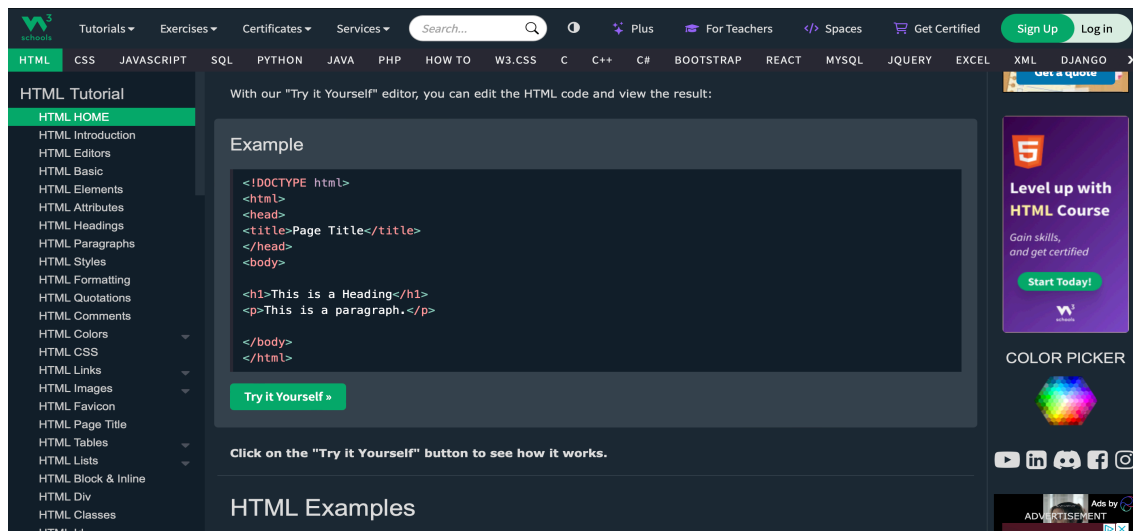 W3
schools
Tutorials
Exercises
Certificates
Services
Search...
Plus
For Teachers
</> Spaces
Get Certified
Sign Up
Log in
HTML CSS JAVASCRIPT SQL PYTHON JAVA PHP HOW TO W3.CSS C C++ C# BOOTSTRAP REACT MYSQL JQUERY EXCEL XML DJANGO
HTML Tutorial
HTML HOME
HTML Introduction
HTML Editors
HTML Basic
HTML Elements
HTML Attributes
HTML Headings
HTML Paragraphs
HTML Styles
HTML Formatting
HTML Quotations
HTML Comments
HTML Colors
HTML CSS
HTML Links
HTML Images
HTML Favicon
HTML Page Title
HTML Tables
HTML Lists
HTML Block & Inline
HTML Div
HTML Classes
With our "Try it Yourself" editor, you can edit the HTML code and view the result:
Example
<!DOCTYPE html>
<html>
<head>
<title>Page Title</title>
</head>
<body>
<h1>This is a Heading</h1>
<p>This is a paragraph.</p>
</body>
</html>
Try it Yourself »
Click on the "Try it Yourself" button to see how it works.
HTML Examples
Get a quote
5
Level up with
HTML Course
Gain skills,
and get certified
Start Today!
W3
schools
COLOR PICKER
in
Ads by
ADVERTISEMENT